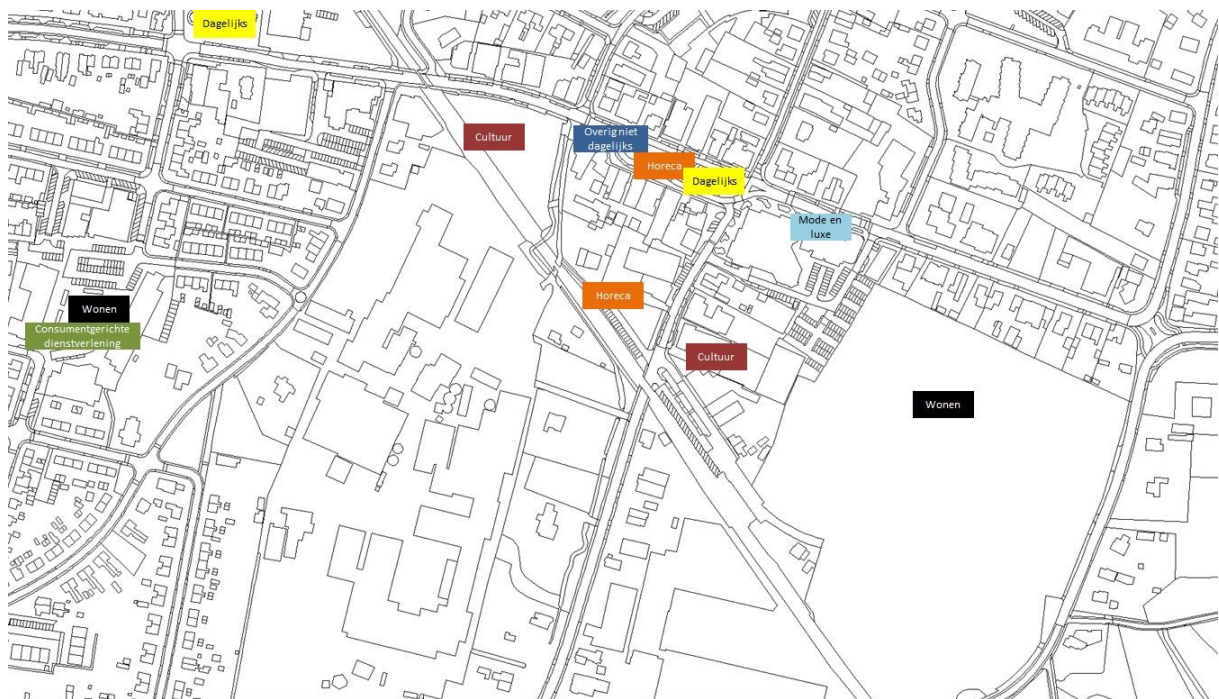 Dagelijks
Cultuur
Overig niet
dagelijks
Horeca
Dagelijks
Mode en
luxe
Horeca
Wonen
Consumentgerichte
dienstverlening
Cultuur
Wonen